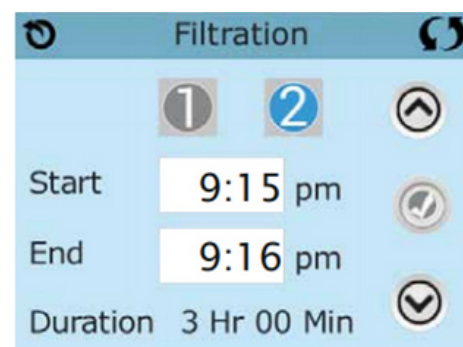 Filtration
1 2
Start 9:15 pm
End 9:16 pm
Duration 3 Hr 00 Min